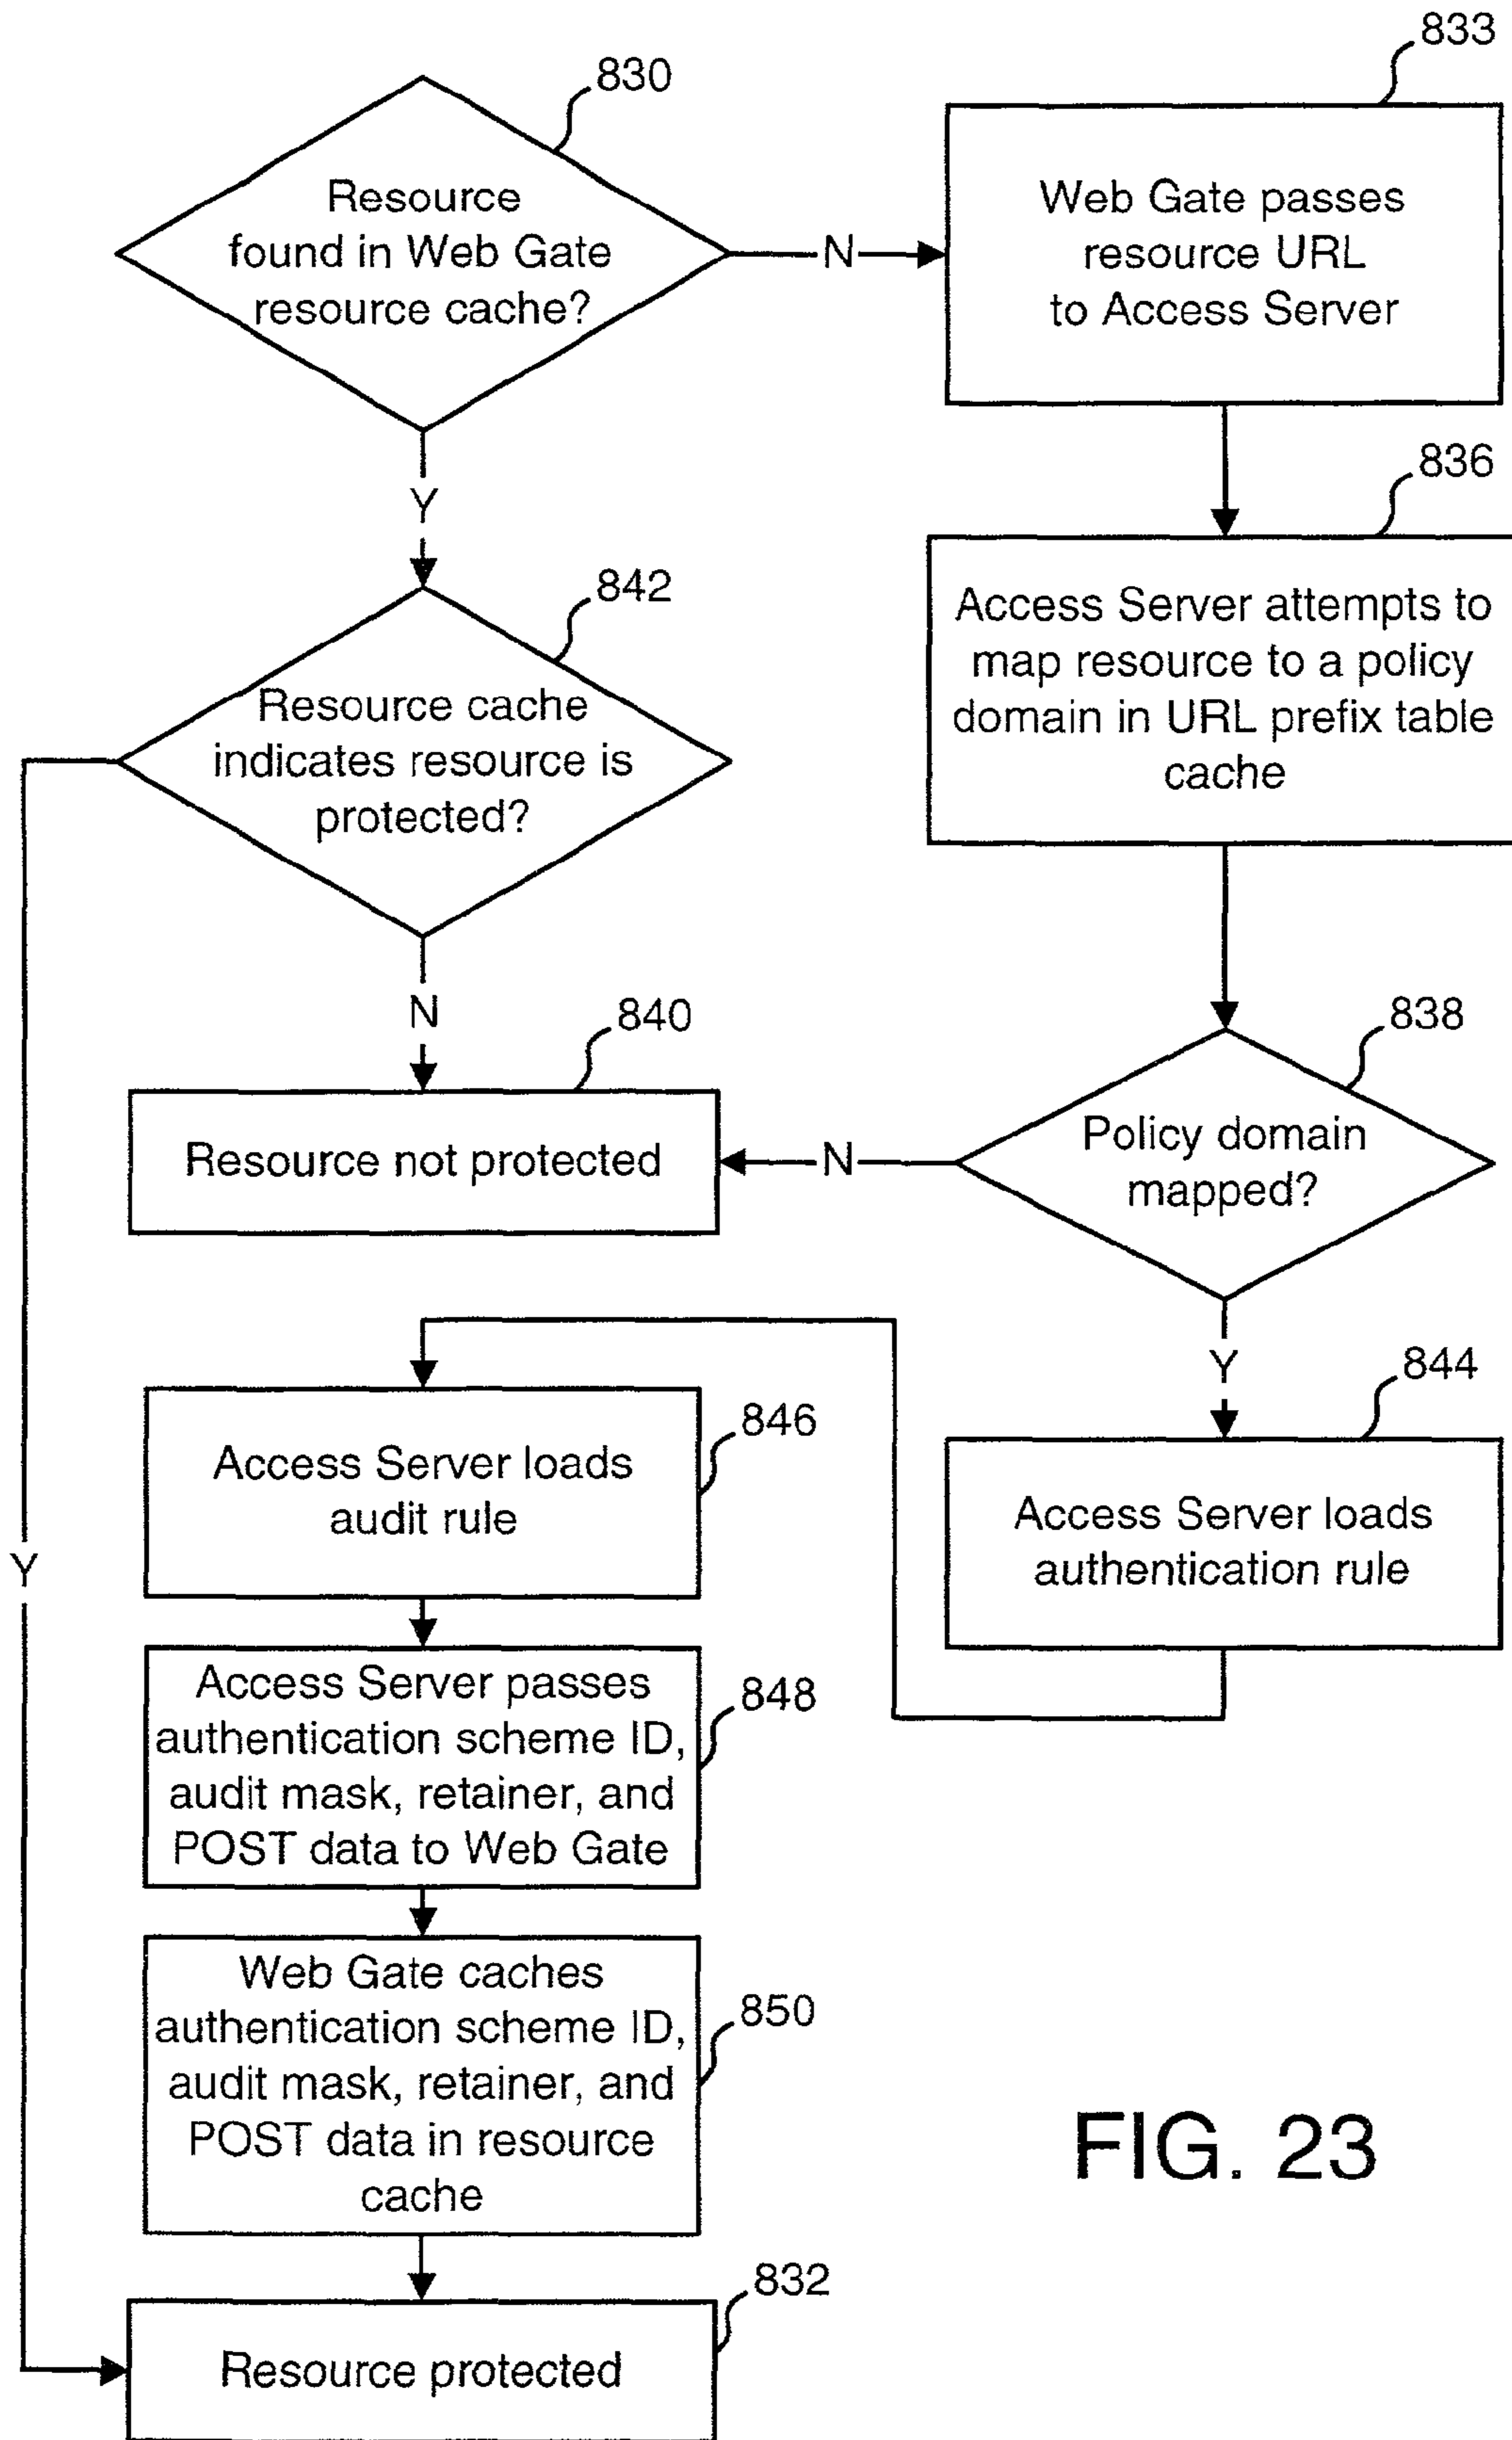 830
Resource
found in Web Gate
resource cache?
N
833
Web Gate passes
resource URL
to Access Server
836
Access Server attempts to
map resource to a policy
domain in URL prefix table
cache
Y
842
Resource cache
indicates resource is
protected?
N
840
Resource not protected
N
838
Policy domain
mapped?
Y
844
Access Server loads
authentication rule
846
Access Server loads
audit rule
848
Access Server passes
authentication scheme ID,
audit mask, retainer, and
POST data to Web Gate
850
Web Gate caches
authentication scheme ID,
audit mask, retainer, and
POST data in resource
cache
Y
832
Resource protected
FIG. 23